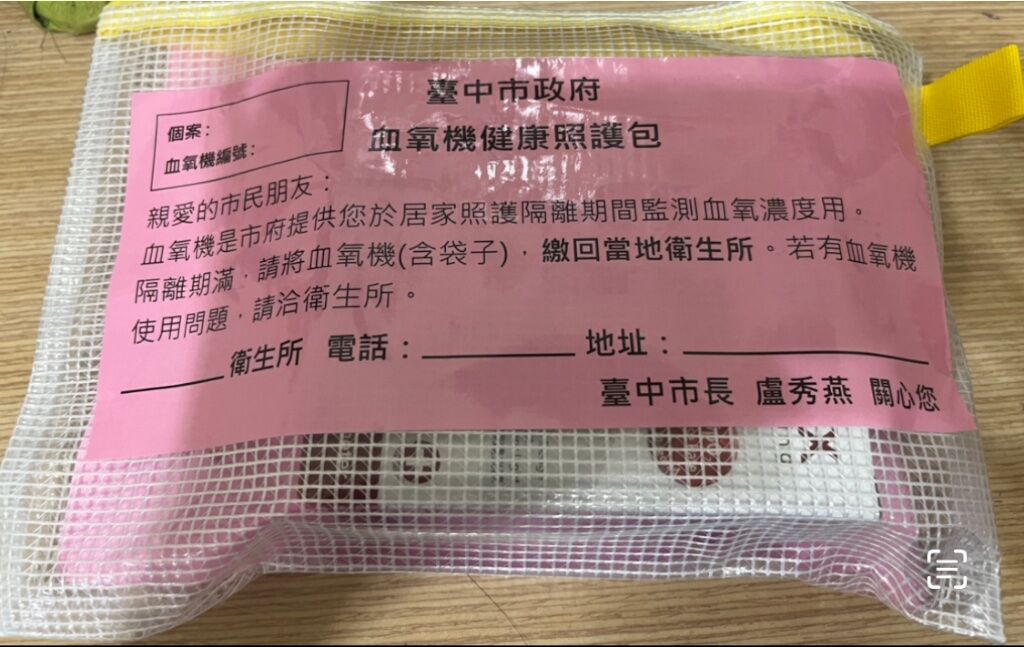 臺中市政府
血氧機健康照護包
個案：
血氧機編號：
親愛的市民朋友：
血氧機是市府提供您於居家照護隔離期間監測血氧濃度用。
隔離期滿，請將血氧機(含袋子)，繳回當地衛生所。若有血氧機
使用問題，請洽衛生所。
衛生所 電話：地址：
臺中市長 盧秀燕 關心您